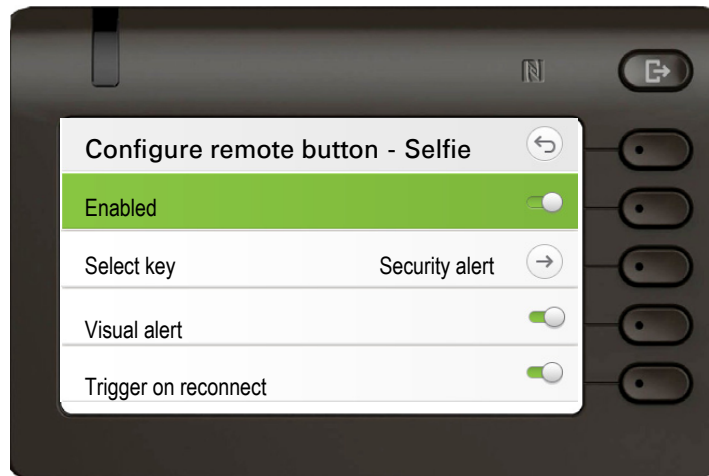 Configure remote button - Selfie
Enabled
Select key Security alert
Visual alert
Trigger on reconnect